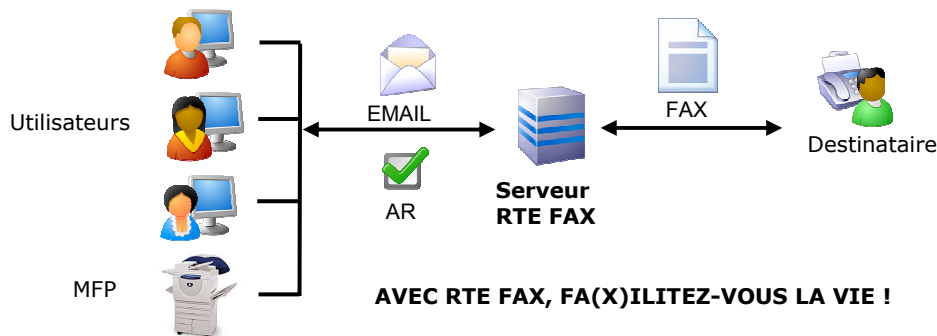 Utilisateurs
EMAIL
FAX
Destinataire
AR
Serveur
RTE FAX
MFP
AVEC RTE FAX, FA(X)ILITEZ-VOUS LA VIE !